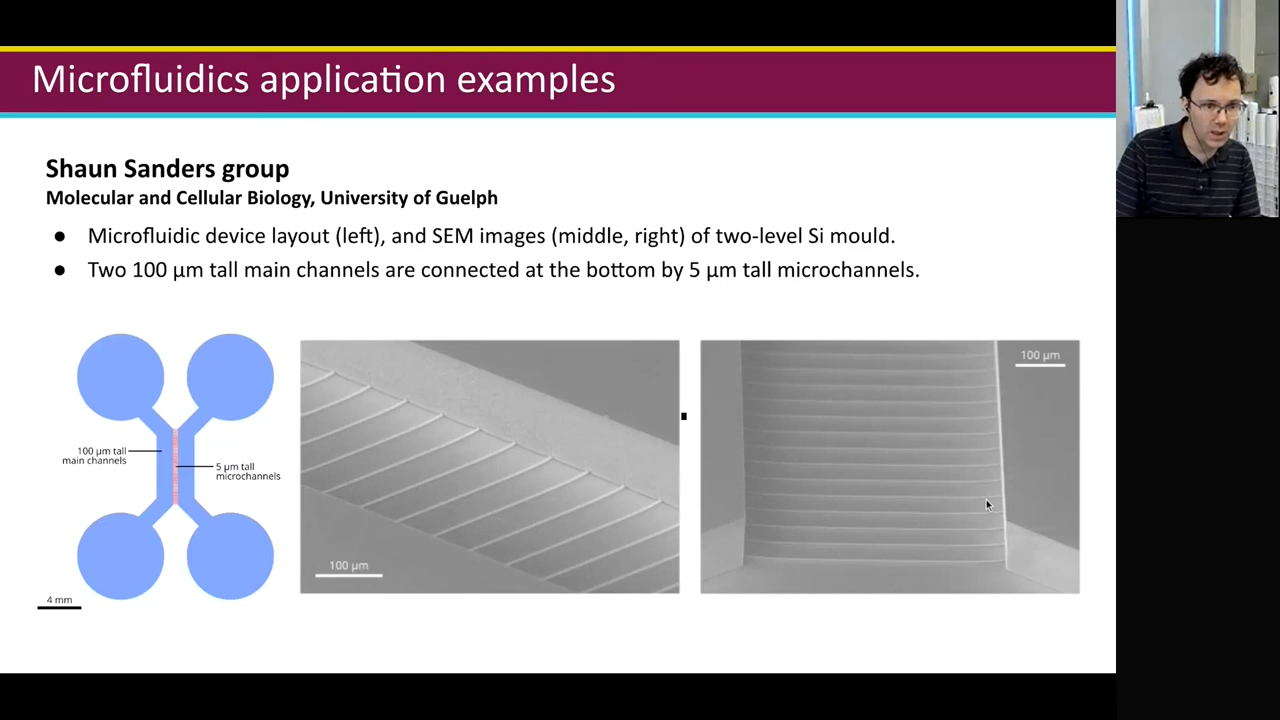 Microfluidics application examples
Shaun Sanders group
Molecular and Cellular Biology, University of Guelph
● Microfluidic device layout (left), and SEM images (middle, right) of two-level Si mould.
● Two 100 µm tall main channels are connected at the bottom by 5 µm tall microchannels.
100 µm tall
main channels
5 µm tall
microchannels
4 mm
100 µm
100 µm